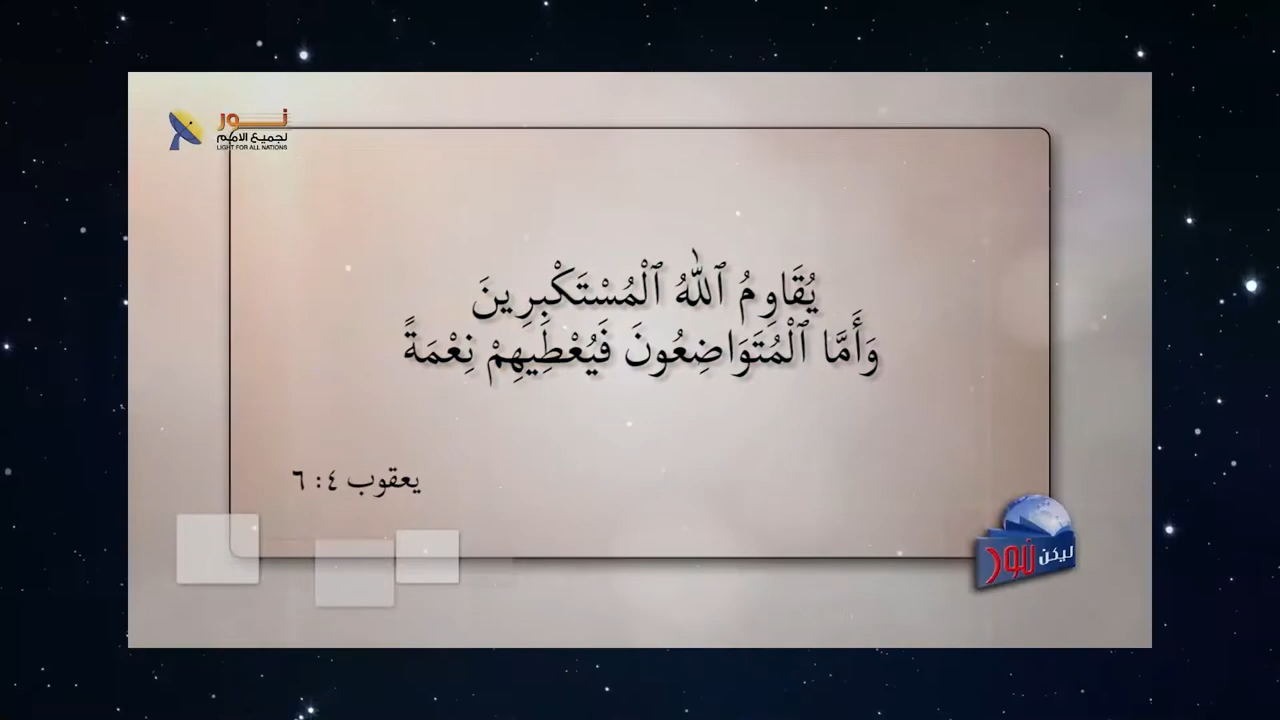 نور
لجميع الامم
LIGHT FOR ALL NATIONS
يُقَاوِمُ ٱللهُ ٱلْمُسْتَكْبِرِينَ
وَأَمَّا ٱلْمُتَوَاضِعُونَ فَيُعْطِيهِمْ نِعْمَةً
يعقوب ٤: ٦
ليكن نور